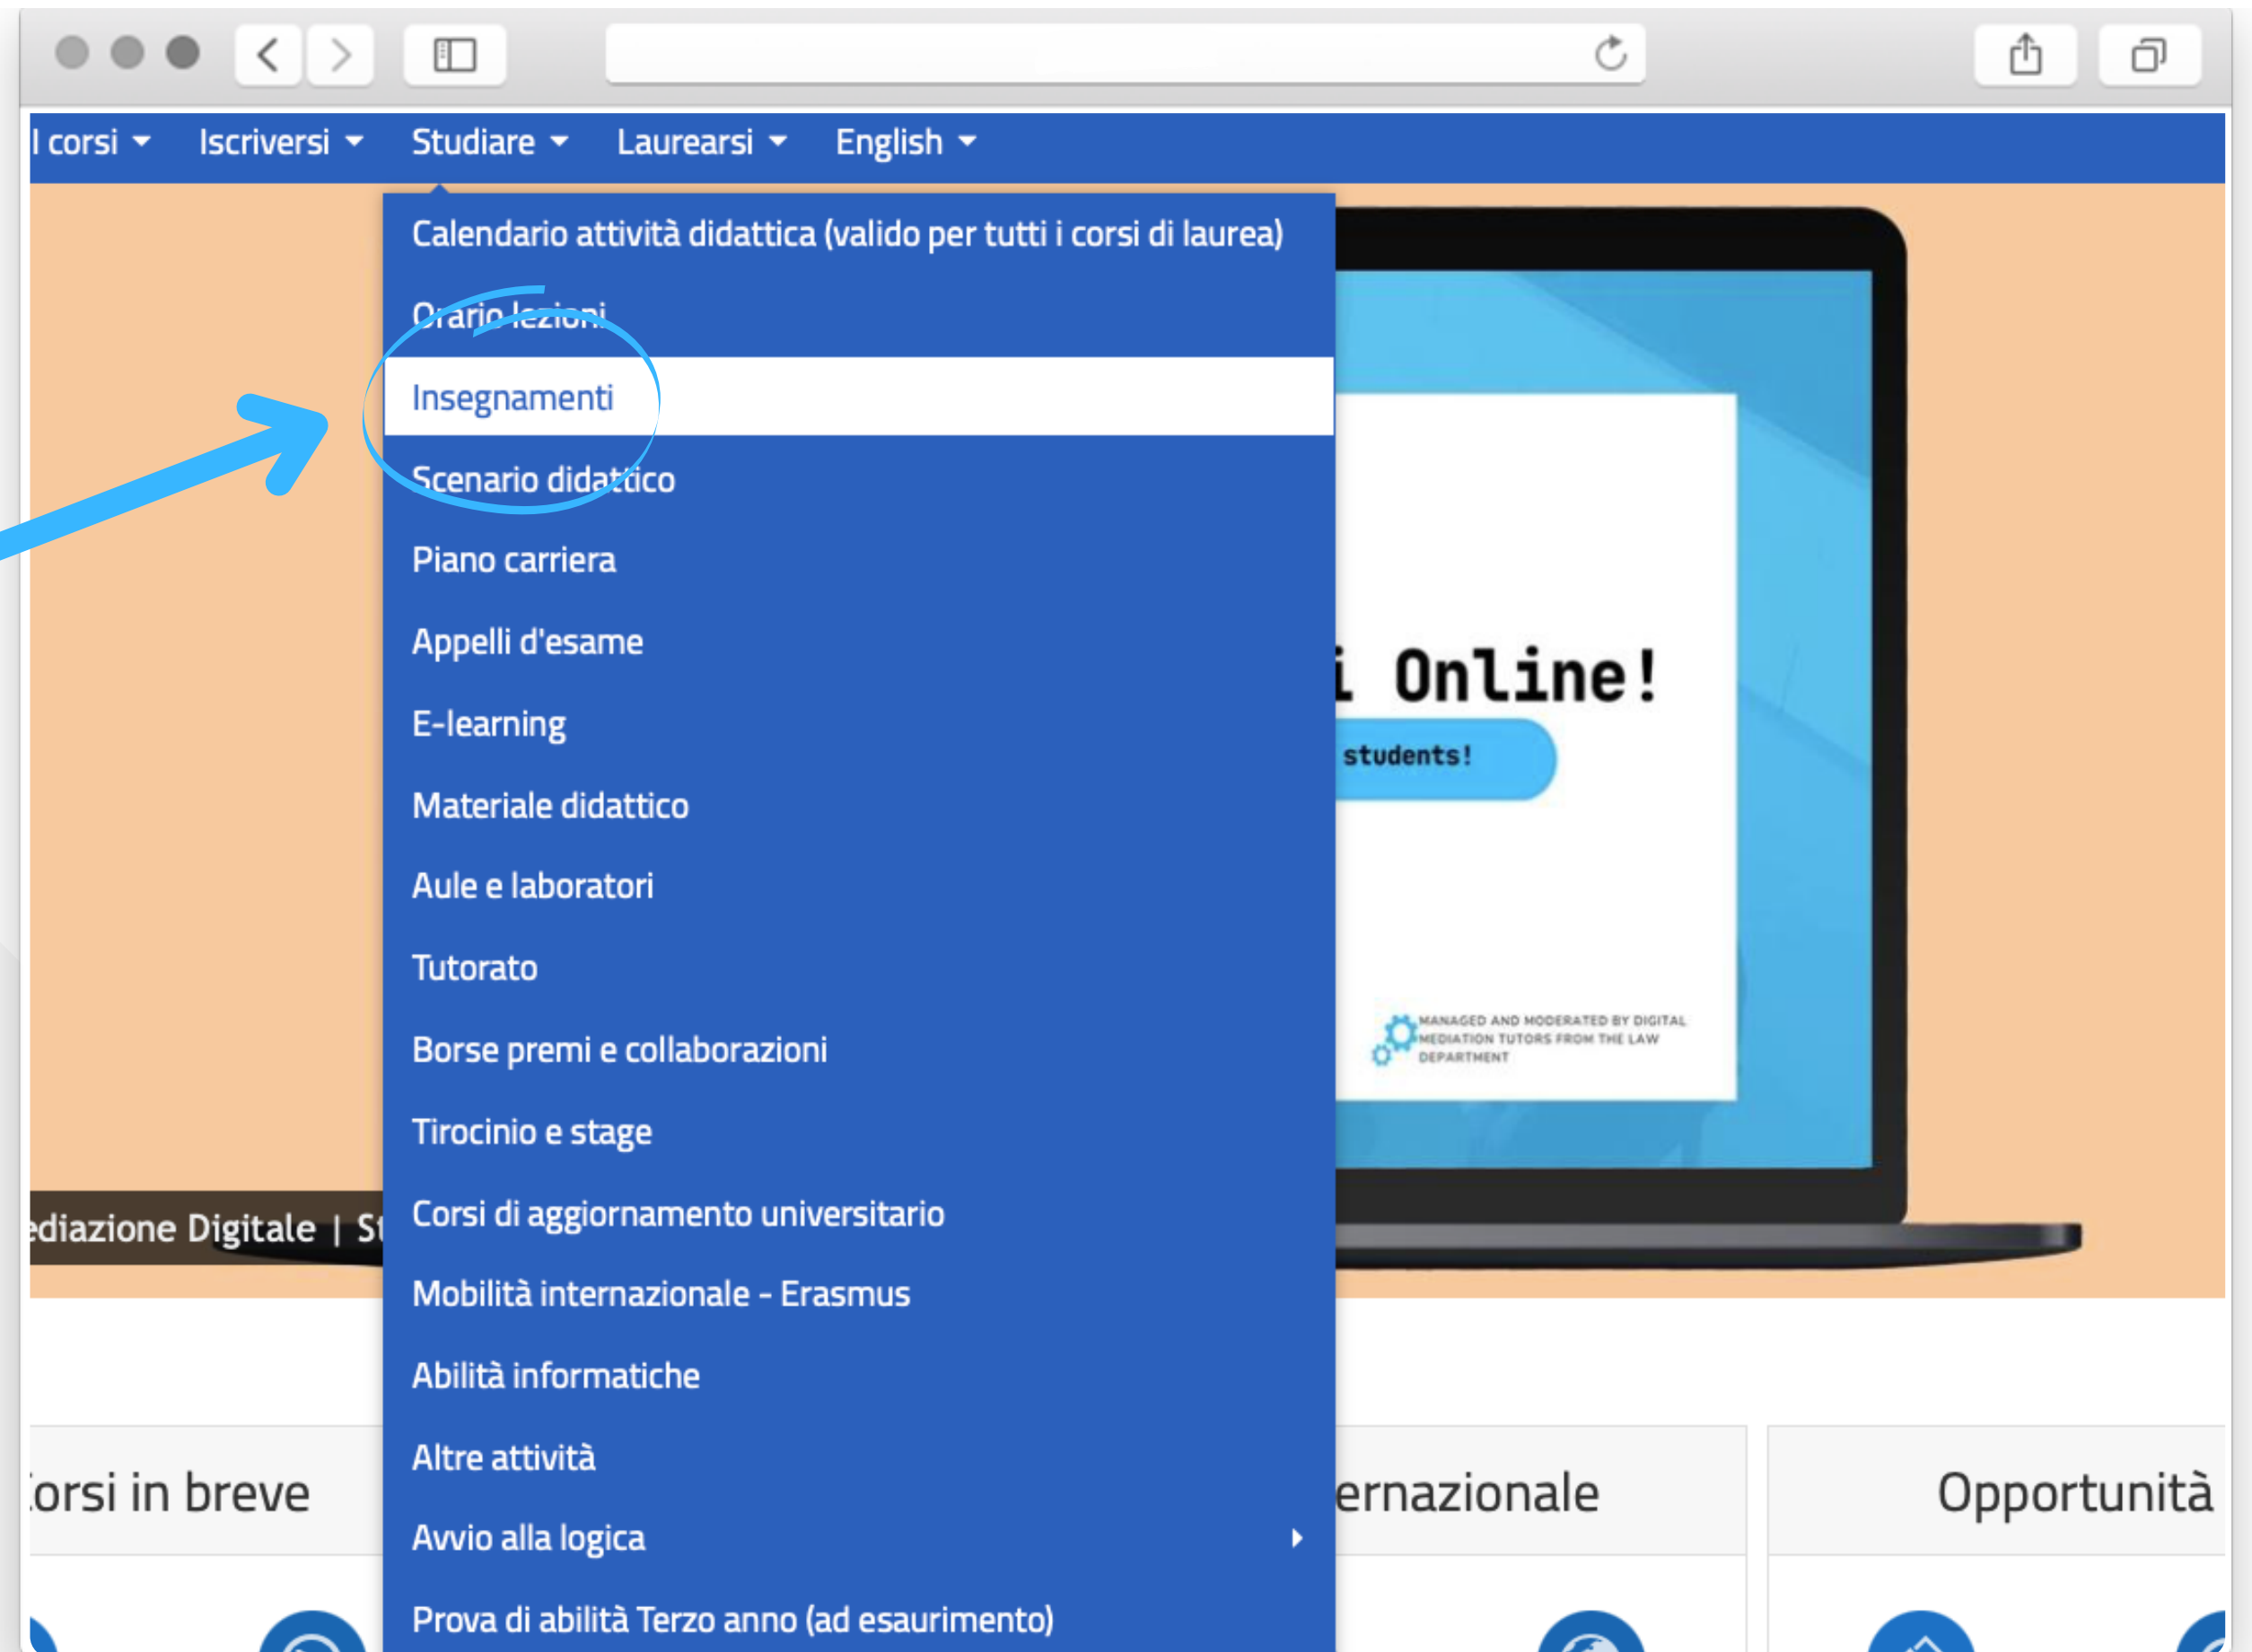 I corsi Iscriversi Studiare Laurearsi English
Calendario attività didattica (valido per tutti i corsi di laurea)
Orario lezioni
Insegnamenti
Scenario didattico
Piano carriera
Appelli d'esame
E-learning
Materiale didattico
Aule e laboratori
Tutorato
Borse premi e collaborazioni
Tirocinio e stage
Corsi di aggiornamento universitario
Mobilità internazionale - Erasmus
Abilità informatiche
Altre attività
Avvio alla logica
Prova di abilità Terzo anno (ad esaurimento)
i Online!
students!
MANAGED AND MODERATED BY DIGITAL
MEDIATION TUTORS FROM THE LAW
DEPARTMENT
ediazione Digitale | St
orsi in breve
ernazionale
Opportunità